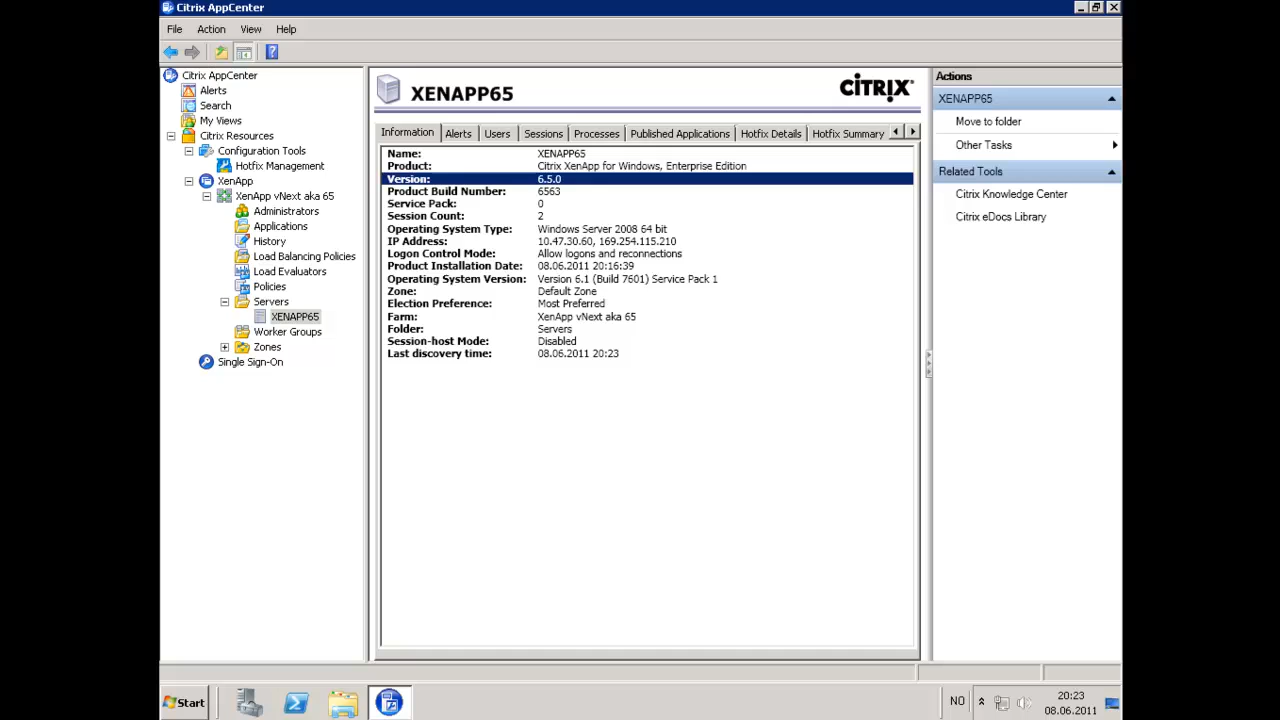 Citrix AppCenter
File Action View Help
Citrix AppCenter
Alerts
Search
My Views
Citrix Resources
Configuration Tools
Hotfix Management
XenApp
XenApp vNext aka 65
Administrators
Applications
History
Load Balancing Policies
Load Evaluators
Policies
Servers
XENAPP65
Worker Groups
Zones
Single Sign-On
XENAPP65
CITRIX
Information Alerts Users Sessions Processes Published Applications Hotfix Details Hotfix Summary
Name: XENAPP65
Product: Citrix XenApp for Windows, Enterprise Edition
Version: 6.5.0
Product Build Number: 6563
Service Pack: 0
Session Count: 2
Operating System Type: Windows Server 2008 64 bit
IP Address: 10.47.30.60, 169.254.115.210
Logon Control Mode: Allow logons and reconnections
Product Installation Date: 08.06.2011 20:16:39
Operating System Version: Version 6.1 (Build 7601) Service Pack 1
Zone: Default Zone
Election Preference: Most Preferred
Farm: XenApp vNext aka 65
Folder: Servers
Session-host Mode: Disabled
Last discovery time: 08.06.2011 20:23
Actions
XENAPP65
Move to folder
Other Tasks
Related Tools
Citrix Knowledge Center
Citrix eDocs Library
Start
NO
20:23
08.06.2011